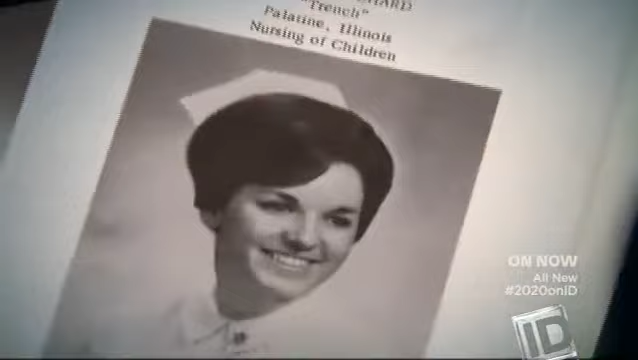 "Trench"
Palatine, Illinois
Nursing of Children
ON NOW
All New
#2020onID
ID